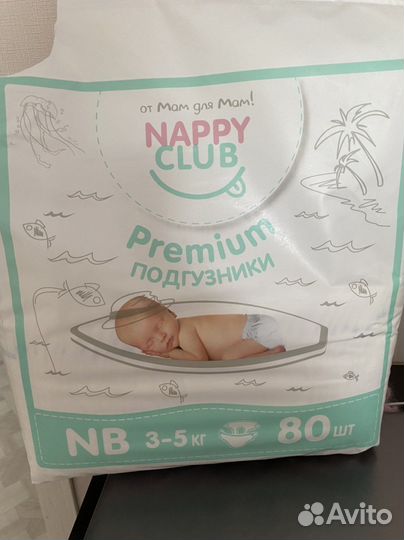 от Мам для Мам!
NAPPY
CLUB
Premium
ПОДГУЗНИКИ
NB 3-5 КГ 80 ШТ
Avito